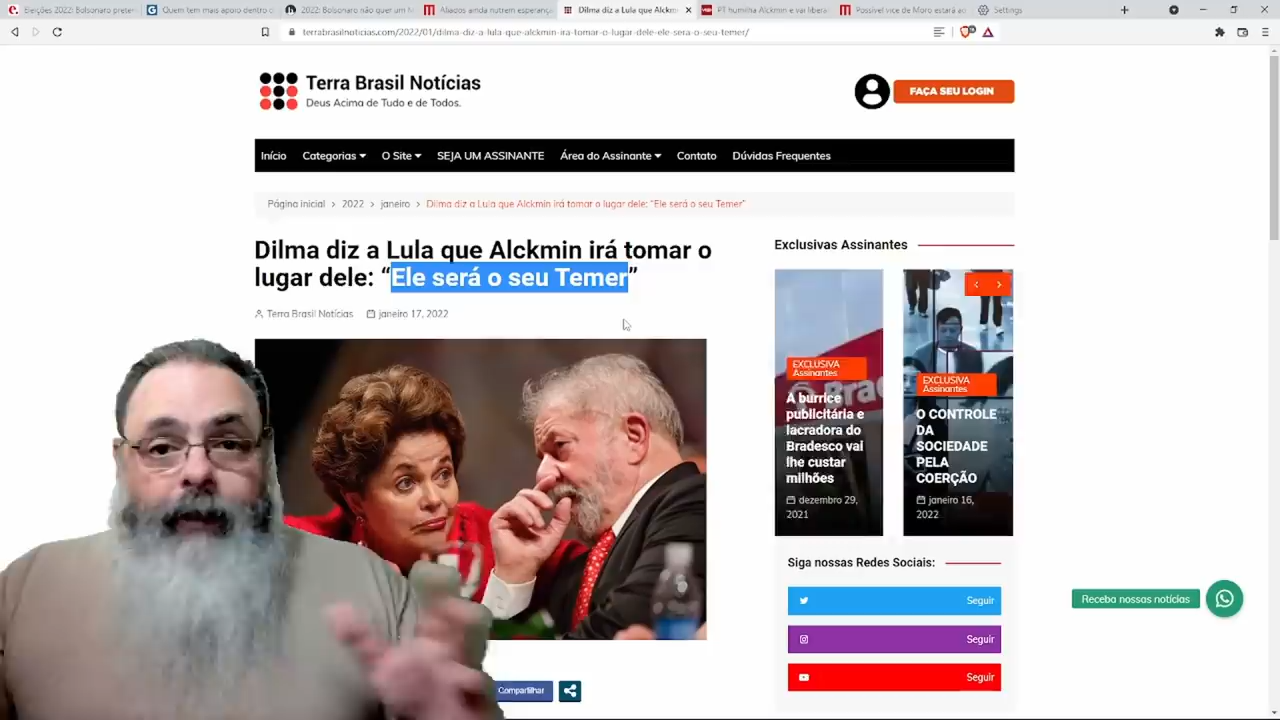 Eleições 2022: Bolsonaro preten
Quem tem mais apoio dentro d
2022: Bolsonaro não quer um M
Aliados ainda nutrem esperança
Dilma diz a Lula que Alckm
PT humilha Alckmin e vai libera
Possível vice de Moro estará ao
Settings
terrabrasilnoticias.com/2022/01/dilma-diz-a-lula-que-alckmin-ira-tomar-o-lugar-dele-ele-sera-o-seu-temer/
Terra Brasil Notícias
Deus Acima de Tudo e de Todos.
FAÇA SEU LOGIN
Início Categorias O Site SEJA UM ASSINANTE Área do Assinante Contato Dúvidas Frequentes
Página inicial > 2022 > janeiro > Dilma diz a Lula que Alckmin irá tomar o lugar dele: “Ele será o seu Temer”
Dilma diz a Lula que Alckmin irá tomar o
lugar dele: “Ele será o seu Temer”
Terra Brasil Notícias janeiro 17, 2022
Compartilhar
Exclusivas Assinantes
EXCLUSIVA
Assinantes
A burrice
publicitária e
lacradora do
Bradesco vai
lhe custar
milhões
dezembro 29,
2021
EXCLUSIVA
Assinantes
O CONTROLE
DA
SOCIEDADE
PELA
COERÇÃO
janeiro 16,
2022
Siga nossas Redes Sociais:
Seguir
Seguir
Seguir
Receba nossas notícias